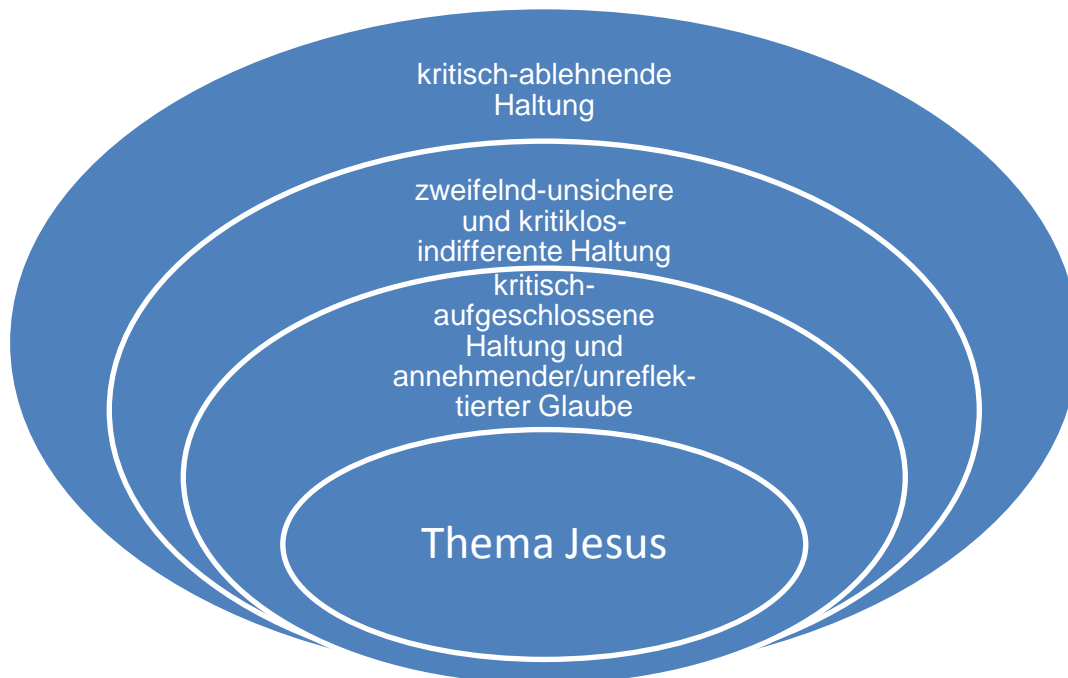 kritisch-ablehnende
Haltung
zweifelnd-unsichere
und kritiklos-
indifferente Haltung
kritisch-
aufgeschlossene
Haltung und
annehmender/unreflek-
tierter Glaube
Thema Jesus